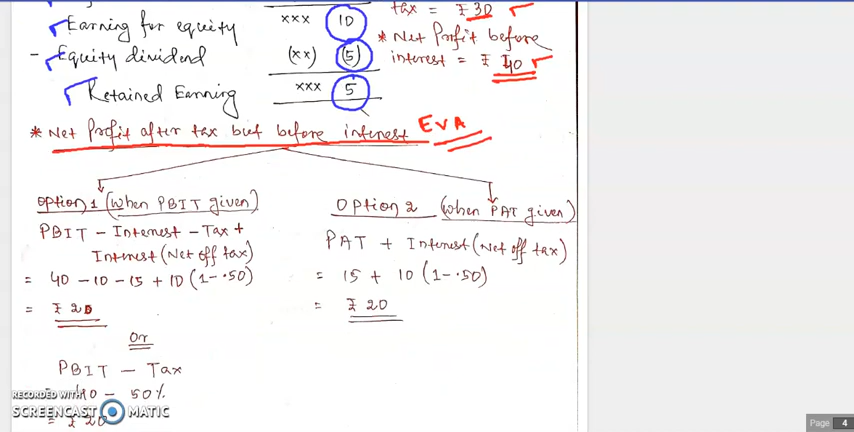 tax = ₹ 30
Earning for equity xxx 10
* Net Profit before
interest = ₹ 40
- Equity dividend (xx) (5)
Retained Earning xxx 5
* Net Profit after tax but before interest EVA
Option 1 (When PBIT given)
PBIT - Interest - Tax +
Interest (Net off tax)
= 40 - 10 - 15 + 10 (1-.50)
= ₹ 20
Or
PBIT - Tax
= 40 - 50%
= ₹ 20
Option 2 (When PAT given)
PAT + Interest (Net off tax)
= 15 + 10 (1-.50)
= ₹ 20
RECORDED WITH
SCREENCAST MATIC
Page 4